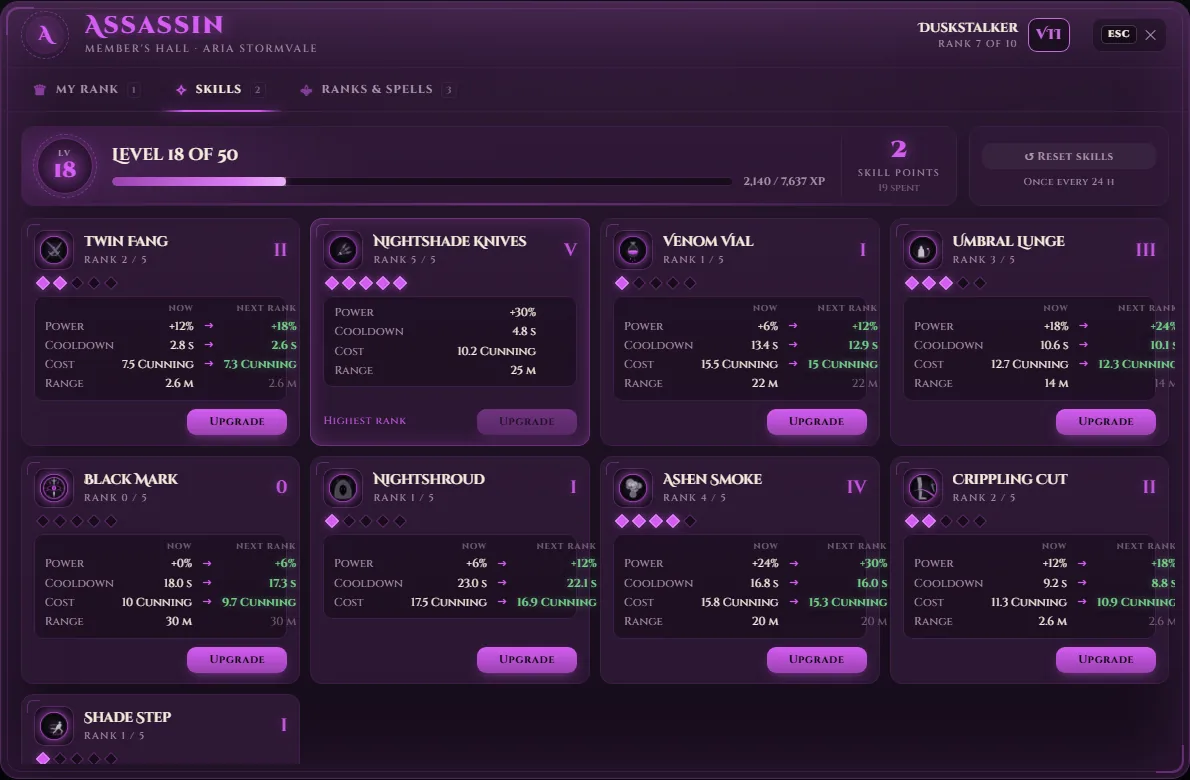 A
ASSASSIN
MEMBER'S HALL · ARIA STORMVALE
DUSKSTALKER
RANK 7 OF 10
VII
ESC
MY RANK 1
SKILLS 2
RANKS & SPELLS 3
LV
18
LEVEL 18 OF 50
2,140 / 7,637 XP
2
SKILL POINTS
19 SPENT
↺ RESET SKILLS
ONCE EVERY 24 H
TWIN FANG
RANK 2 / 5
II
NOW NEXT RANK
POWER +12% → +18%
COOLDOWN 2.8 S → 2.6 S
COST 7.5 CUNNING → 7.3 CUNNING
RANGE 2.6 M 2.6 M
UPGRADE
NIGHTSHADE KNIVES
RANK 5 / 5
V
POWER +30%
COOLDOWN 4.8 S
COST 10.2 CUNNING
RANGE 25 M
HIGHEST RANK
UPGRADE
VENOM VIAL
RANK 1 / 5
I
NOW NEXT RANK
POWER +6% → +12%
COOLDOWN 13.4 S → 12.9 S
COST 15.5 CUNNING → 15 CUNNING
RANGE 22 M 22 M
UPGRADE
UMBRAL LUNGE
RANK 3 / 5
III
NOW NEXT RANK
POWER +18% → +24%
COOLDOWN 10.6 S → 10.1 S
COST 12.7 CUNNING → 12.3 CUNNING
RANGE 14 M 14 M
UPGRADE
BLACK MARK
RANK 0 / 5
0
NOW NEXT RANK
POWER +0% → +6%
COOLDOWN 18.0 S → 17.3 S
COST 10 CUNNING → 9.7 CUNNING
RANGE 30 M 30 M
UPGRADE
NIGHTSHROUD
RANK 1 / 5
I
NOW NEXT RANK
POWER +6% → +12%
COOLDOWN 23.0 S → 22.1 S
COST 17.5 CUNNING → 16.9 CUNNING
UPGRADE
ASHEN SMOKE
RANK 4 / 5
IV
NOW NEXT RANK
POWER +24% → +30%
COOLDOWN 16.8 S → 16.0 S
COST 15.8 CUNNING → 15.3 CUNNING
RANGE 20 M 20 M
UPGRADE
CRIPPLING CUT
RANK 2 / 5
II
NOW NEXT RANK
POWER +12% → +18%
COOLDOWN 9.2 S → 8.8 S
COST 11.3 CUNNING → 10.9 CUNNING
RANGE 2.6 M 2.6 M
UPGRADE
SHADE STEP
RANK 1 / 5
I